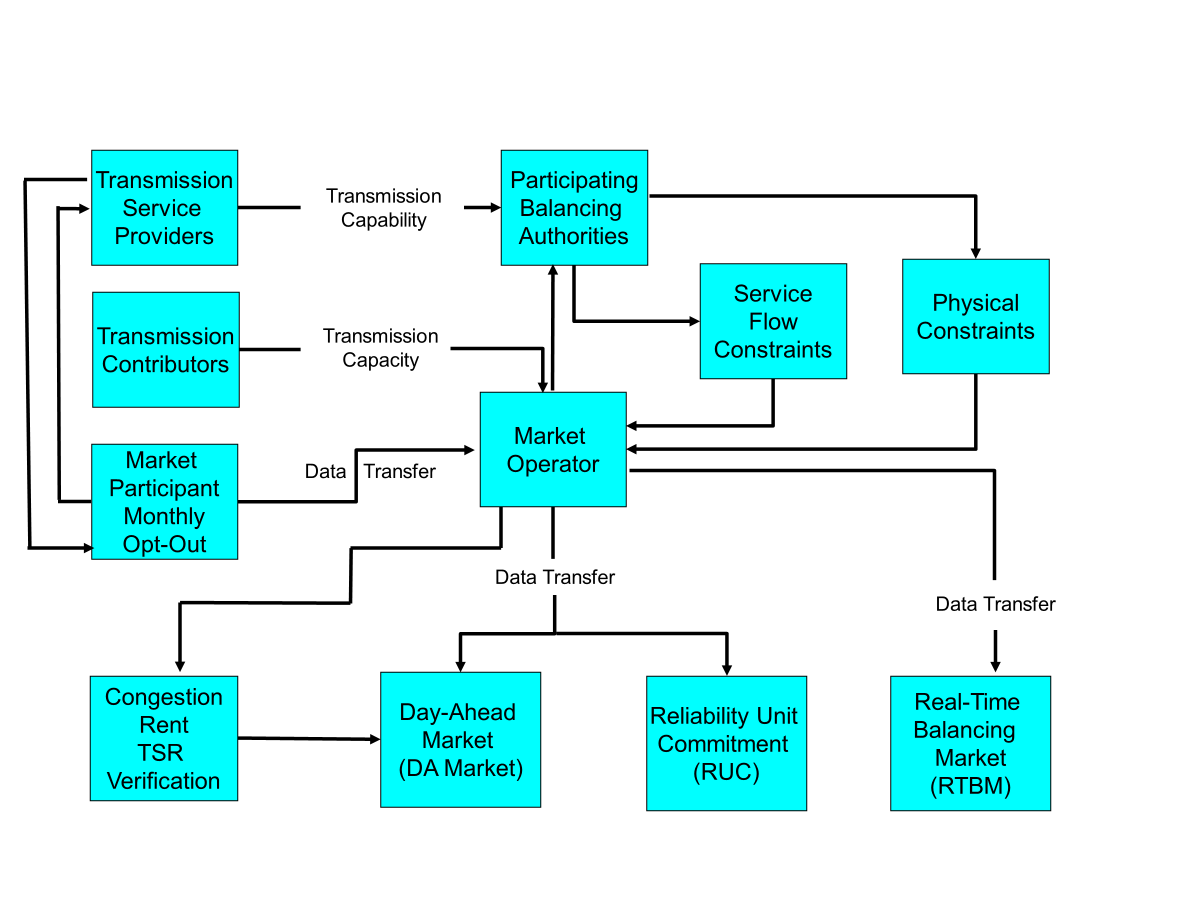 Transmission
Service
Providers
Transmission
Capability
Participating
Balancing
Authorities
Service
Flow
Constraints
Physical
Constraints
Transmission
Contributors
Transmission
Capacity
Market
Operator
Market
Participant
Monthly
Opt-Out
Data Transfer
Data Transfer
Data Transfer
Congestion
Rent
TSR
Verification
Day-Ahead
Market
(DA Market)
Reliability Unit
Commitment
(RUC)
Real-Time
Balancing
Market
(RTBM)